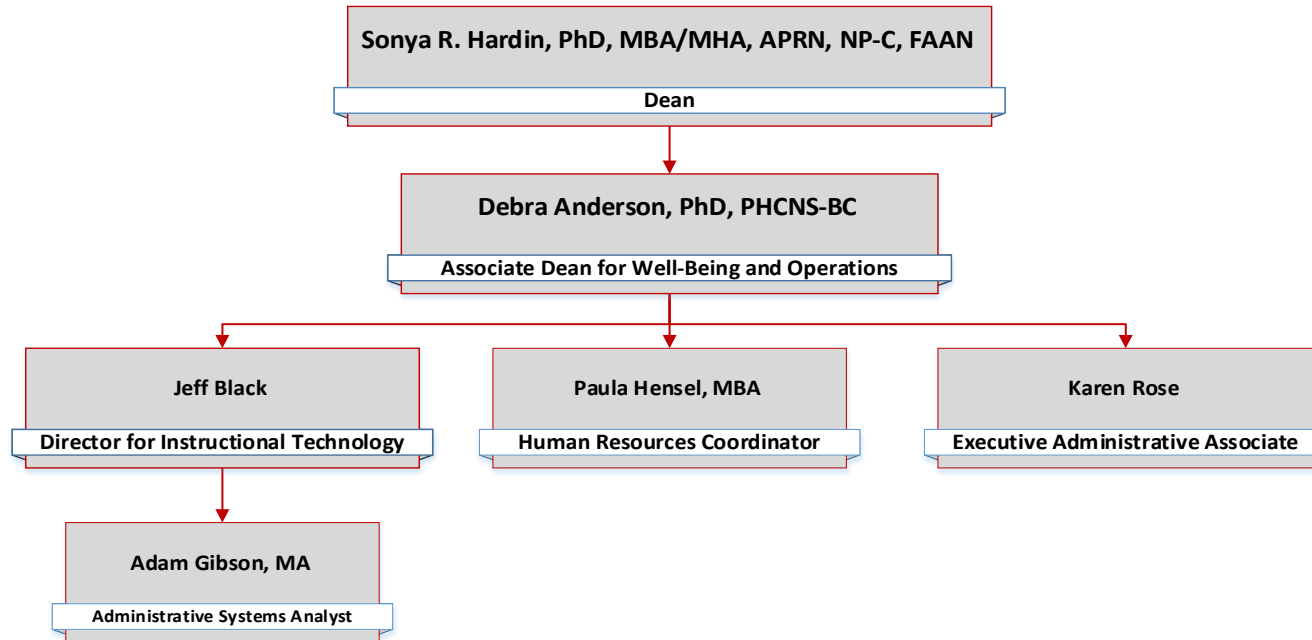 Sonya R. Hardin, PhD, MBA/MHA, APRN, NP-C, FAAN
Dean
Debra Anderson, PhD, PHCNS-BC
Associate Dean for Well-Being and Operations
Jeff Black
Director for Instructional Technology
Paula Hensel, MBA
Human Resources Coordinator
Karen Rose
Executive Administrative Associate
Adam Gibson, MA
Administrative Systems Analyst